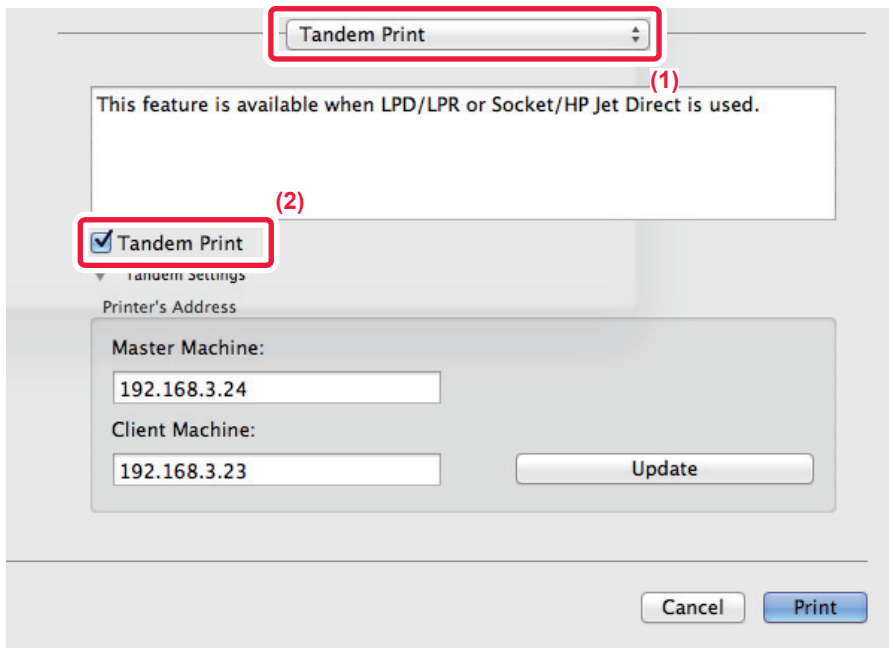 Tandem Print
(1)
This feature is available when LPD/LPR or Socket/HP Jet Direct is used.
(2)
Tandem Print
Tandem Settings
Printer's Address
Master Machine:
192.168.3.24
Client Machine:
192.168.3.23
Update
Cancel
Print